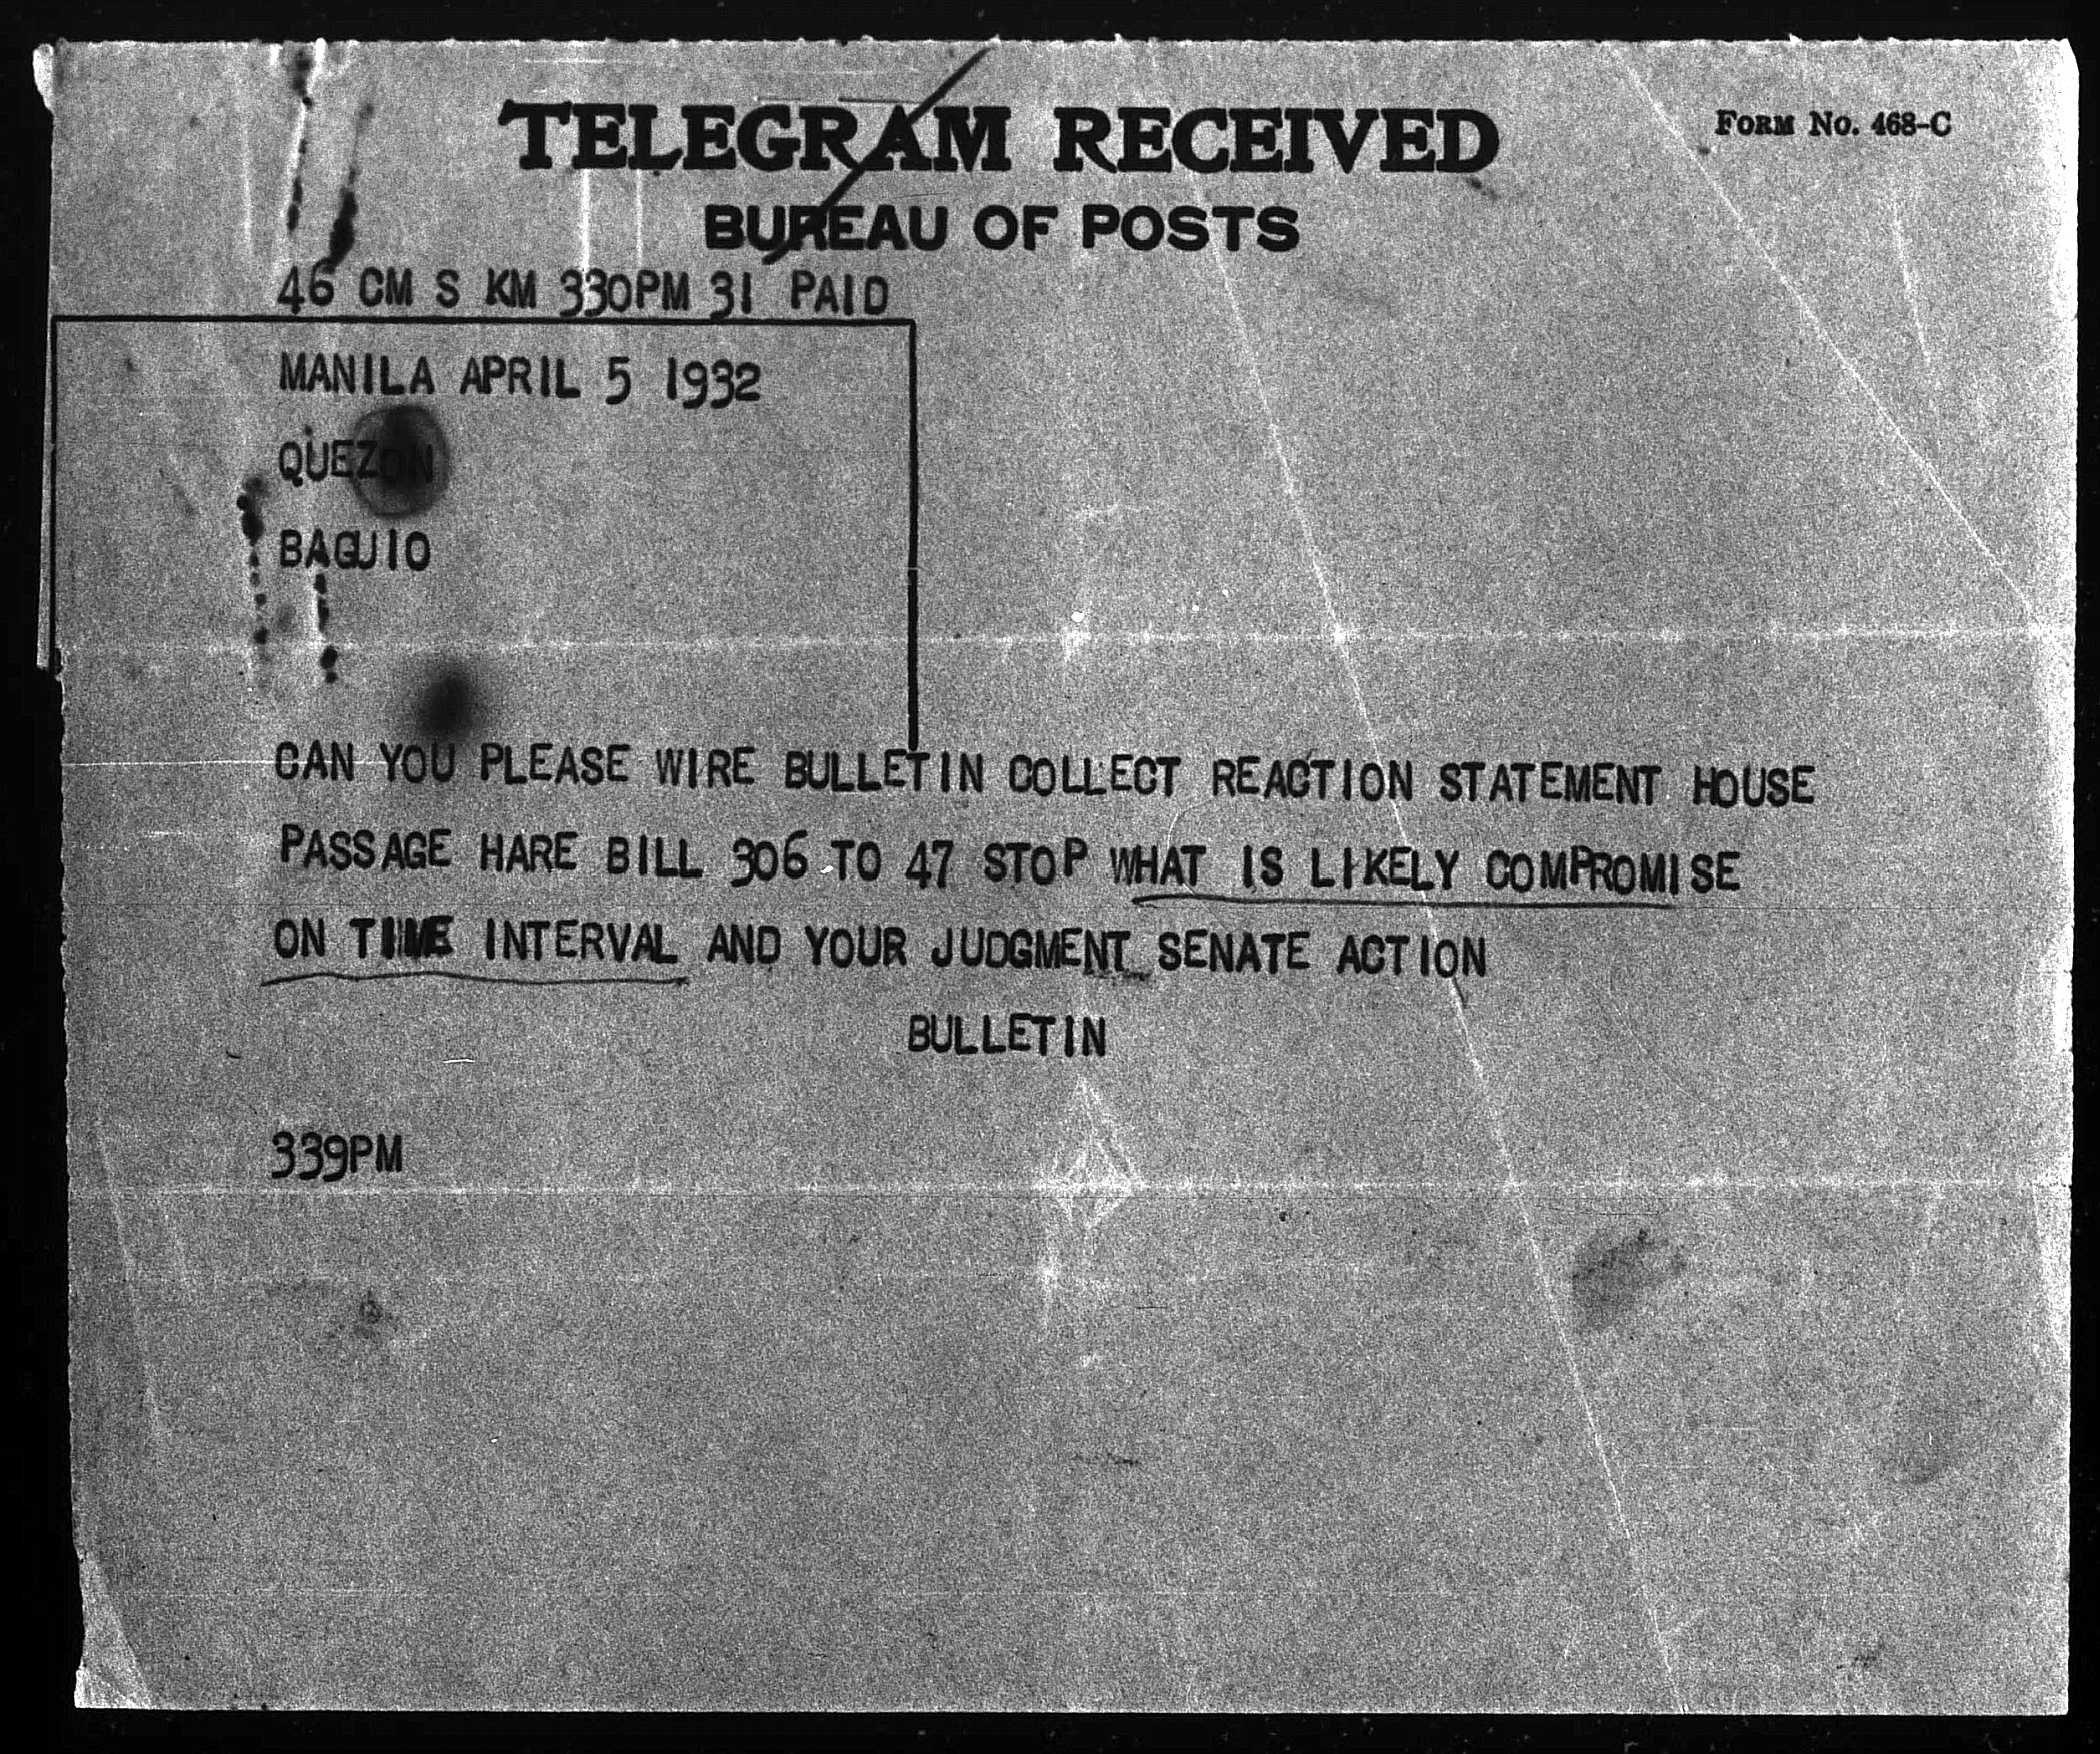 FORM NO. 468-C
TELEGRAM RECEIVED
BUREAU OF POSTS
46 CM S KM 330PM 31 PAID
MANILA APRIL 5 1932
QUEZON
BAGUIO
CAN YOU PLEASE WIRE BULLETIN COLLECT REACTION STATEMENT HOUSE
PASSAGE HARE BILL 306 TO 47 STOP WHAT IS LIKELY COMPROMISE
ON TIME INTERVAL AND YOUR JUDGMENT SENATE ACTION
BULLETIN
339PM